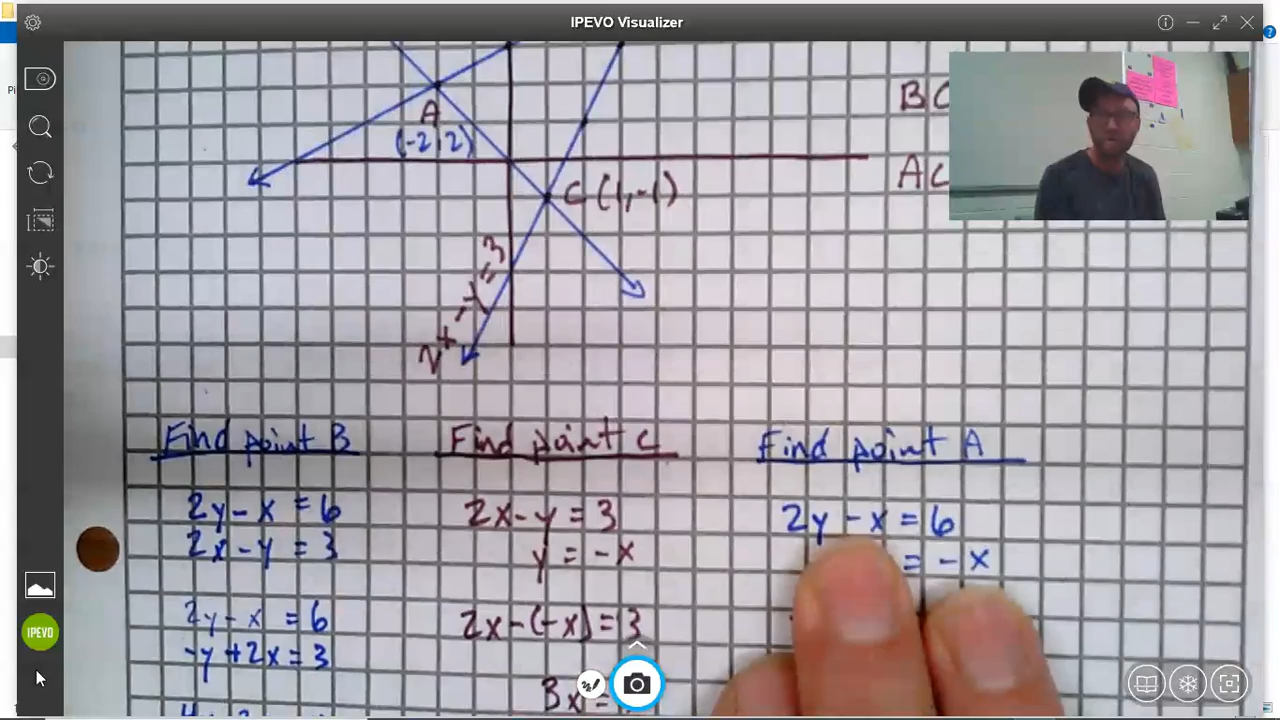 IPEVO Visualizer
A
(-2,2)
C (1,-1)
2x-y=3
BC
AC
Find point B
2y-x = 6
2x-y = 3
2y-x = 6
-y+2x=3
Find point C
2x-y=3
y=-x
2x-(-x)=3
3x=
Find point A
2y-x=6
=-x
IPEVO